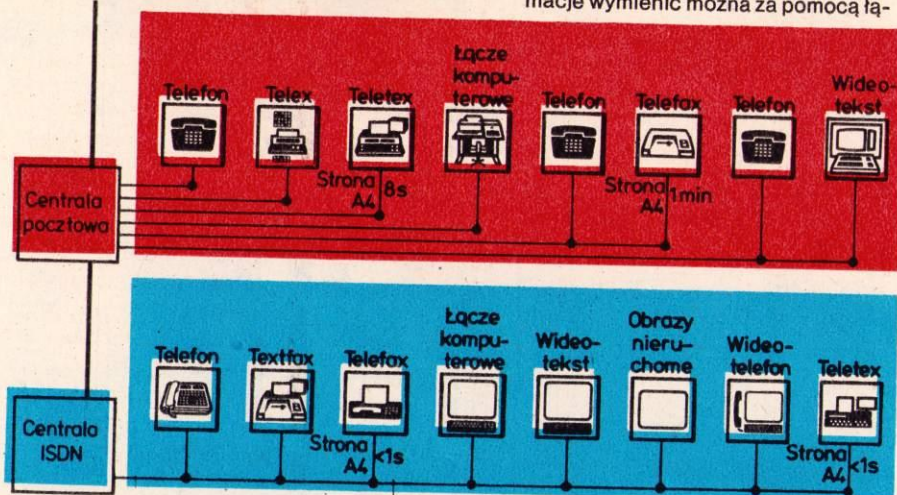 macje wymienić można za pomocą łą-
Telefon
Telex
Teletex
Łącze
kompu-
terowe
Telefon
Telefax
Telefon
Wideo-
tekst
Strona
A4
8s
Strona
A4
1min
Centrala
pocztowa
Telefon
Textfax
Telefax
Łącze
kompu-
terowe
Wideo-
tekst
Obrazy
nieru-
chome
Wideo-
telefon
Teletex
Strona
A4
<1s
Strona
A4
<1s
Centrala
ISDN